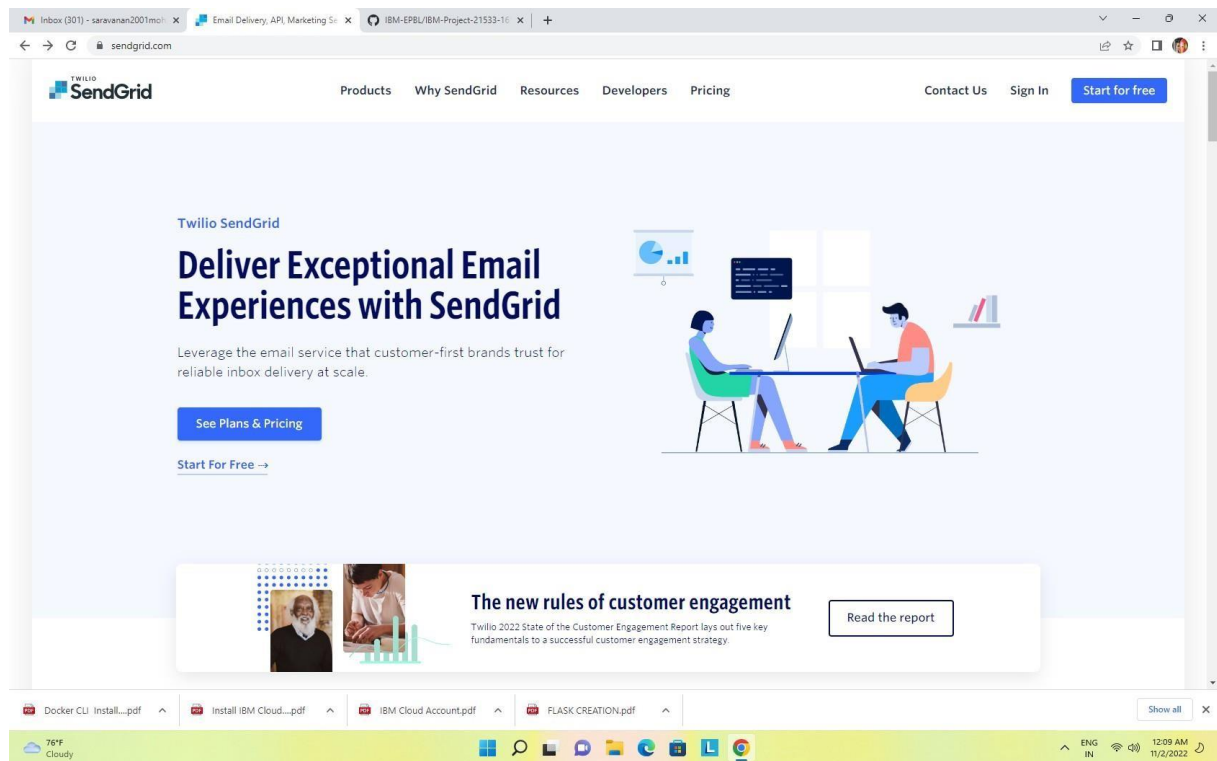 Inbox (301) - saravanan2001moh
Email Delivery, API, Marketing Se
IBM-EPBL/IBM-Project-21533-16
sendgrid.com
TWILIO
SendGrid
Products
Why SendGrid
Resources
Developers
Pricing
Contact Us
Sign In
Start for free
Twilio SendGrid
Deliver Exceptional Email
Experiences with SendGrid
Leverage the email service that customer-first brands trust for
reliable inbox delivery at scale.
See Plans & Pricing
Start For Free →
The new rules of customer engagement
Twilio 2022 State of the Customer Engagement Report lays out five key
fundamentals to a successful customer engagement strategy.
Read the report
Docker CLI Install....pdf
Install IBM Cloud....pdf
IBM Cloud Account.pdf
FLASK CREATION.pdf
Show all
76°F
Cloudy
ENG
IN
12:09 AM
11/2/2022